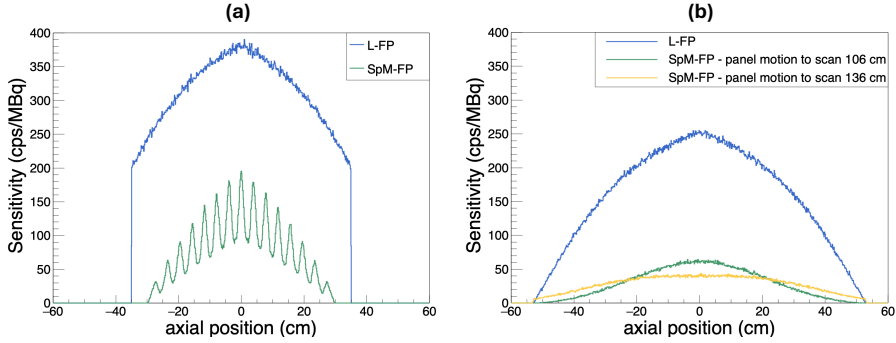 (a)
Sensitivity (cps/MBq)
400
350
300
250
200
150
100
50
0
−60
−40
−20
0
20
40
60
axial position (cm)
L-FP
SpM-FP
(b)
Sensitivity (cps/MBq)
400
350
300
250
200
150
100
50
0
−60
−40
−20
0
20
40
60
axial position (cm)
L-FP
SpM-FP - panel motion to scan 106 cm
SpM-FP - panel motion to scan 136 cm